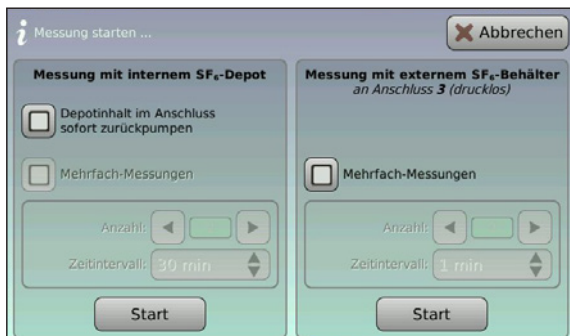 i Messung starten ...
Abbrechen
Messung mit internem SF₆-Depot
Depotinhalt im Anschluss
sofort zurückpumpen
Mehrfach-Messungen
Anzahl:
Zeitintervall: 30 min
Start
Messung mit externem SF₆-Behälter
an Anschluss 3 (drucklos)
Mehrfach-Messungen
Anzahl:
Zeitintervall: 1 min
Start